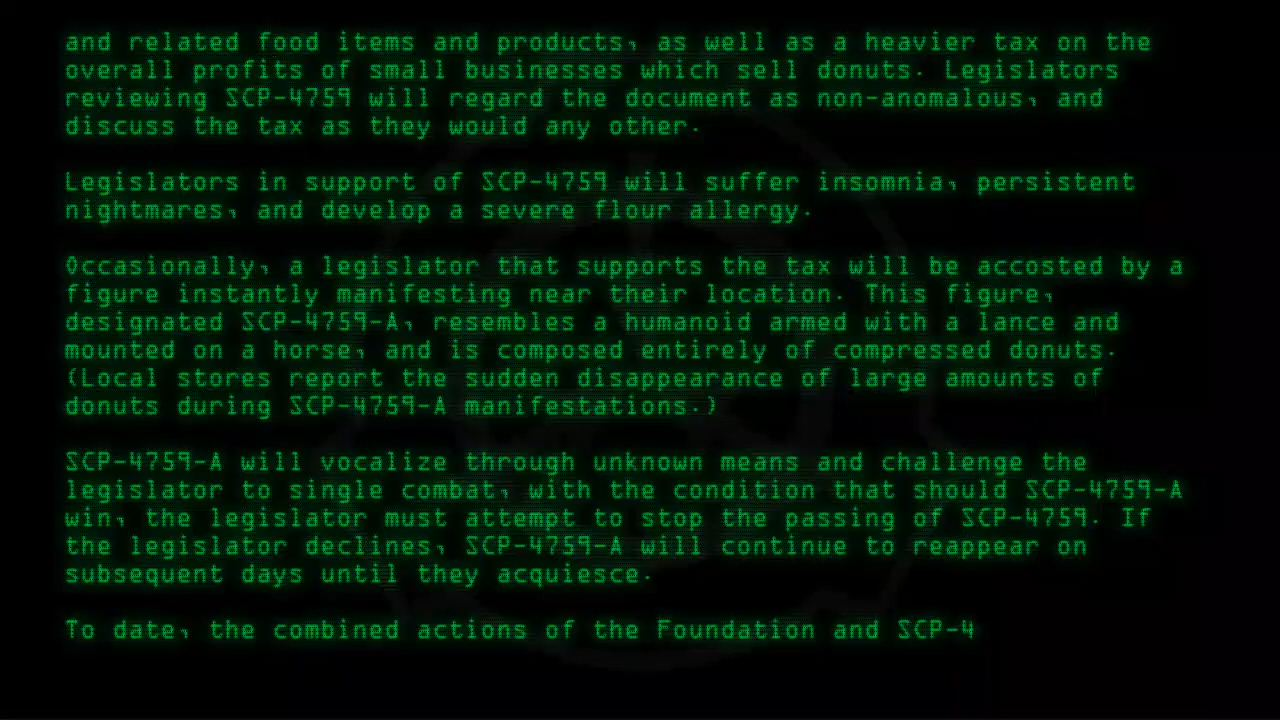 and related food items and products, as well as a heavier tax on the
overall profits of small businesses which sell donuts. Legislators
reviewing SCP-4759 will regard the document as non-anomalous, and
discuss the tax as they would any other.
Legislators in support of SCP-4759 will suffer insomnia, persistent
nightmares, and develop a severe flour allergy.
Occasionally, a legislator that supports the tax will be accosted by a
figure instantly manifesting near their location. This figure,
designated SCP-4759-A, resembles a humanoid armed with a lance and
mounted on a horse, and is composed entirely of compressed donuts.
(Local stores report the sudden disappearance of large amounts of
donuts during SCP-4759-A manifestations.)
SCP-4759-A will vocalize through unknown means and challenge the
legislator to single combat, with the condition that should SCP-4759-A
win, the legislator must attempt to stop the passing of SCP-4759. If
the legislator declines, SCP-4759-A will continue to reappear on
subsequent days until they acquiesce.
To date, the combined actions of the Foundation and SCP-4